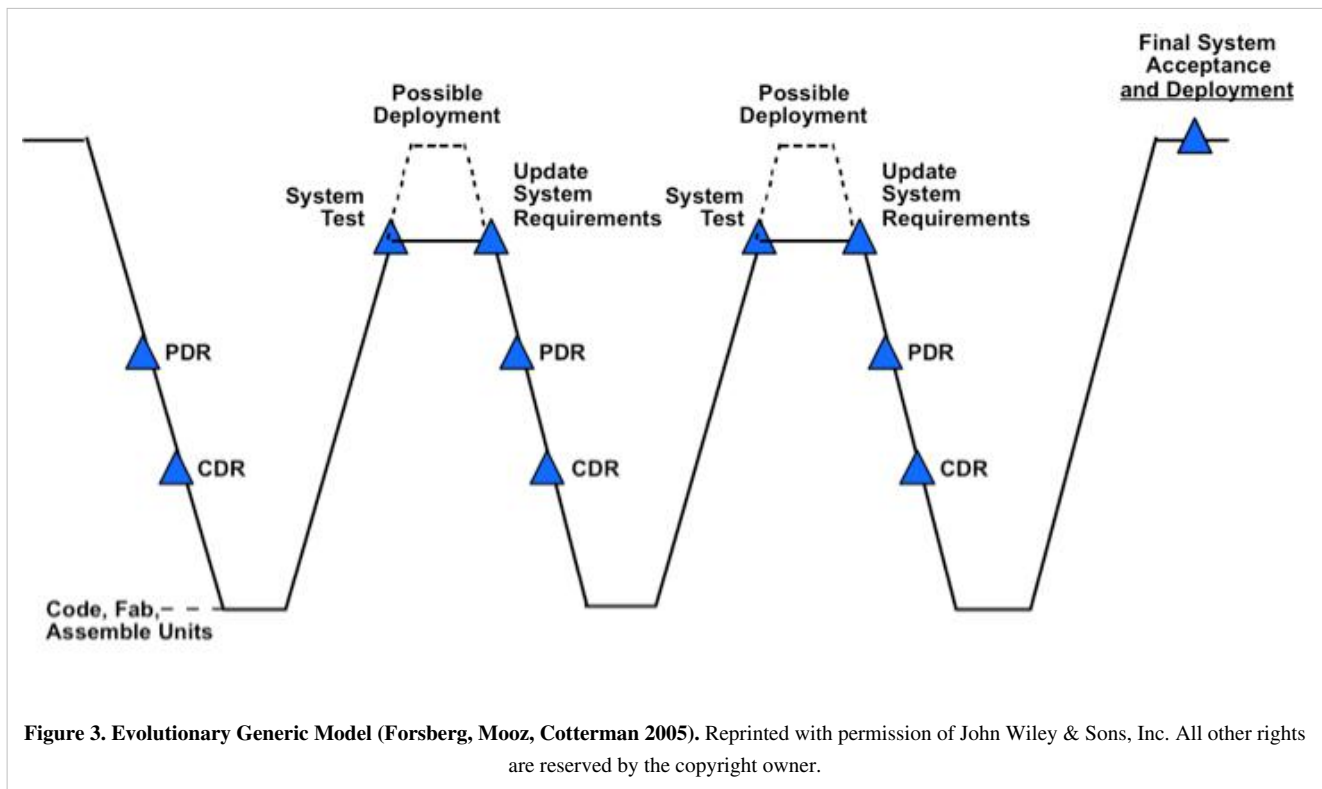 Final System
Acceptance
and Deployment
Possible
Deployment
Possible
Deployment
System
Test
Update
System
Requirements
System
Test
Update
System
Requirements
PDR
PDR
PDR
CDR
CDR
CDR
Code, Fab,
Assemble Units
Figure 3. Evolutionary Generic Model (Forsberg, Mooz, Cotterman 2005). Reprinted with permission of John Wiley & Sons, Inc. All other rights
are reserved by the copyright owner.